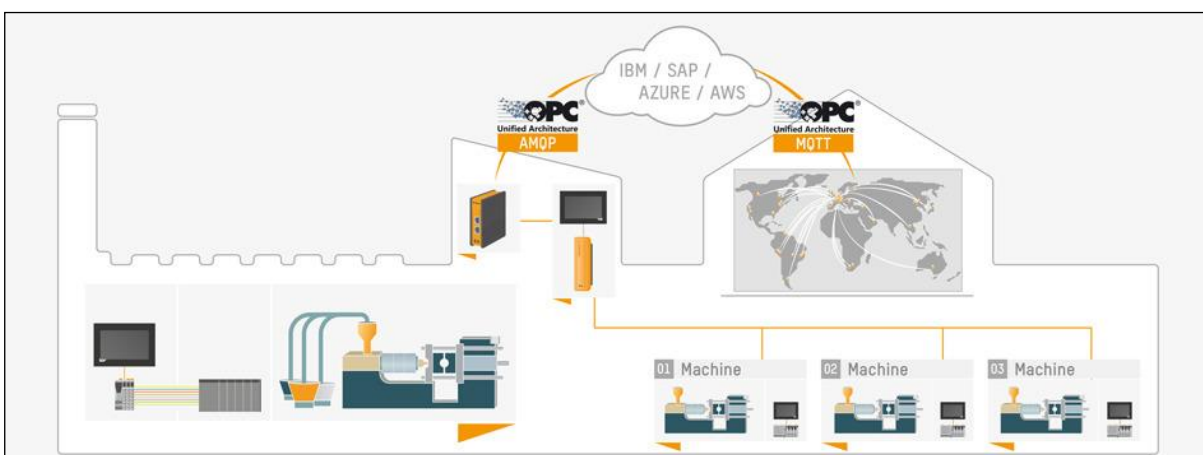 IBM / SAP /
AZURE / AWS
OPC®
Unified Architecture
AMQP
OPC®
Unified Architecture
MQTT
01 Machine
02 Machine
03 Machine